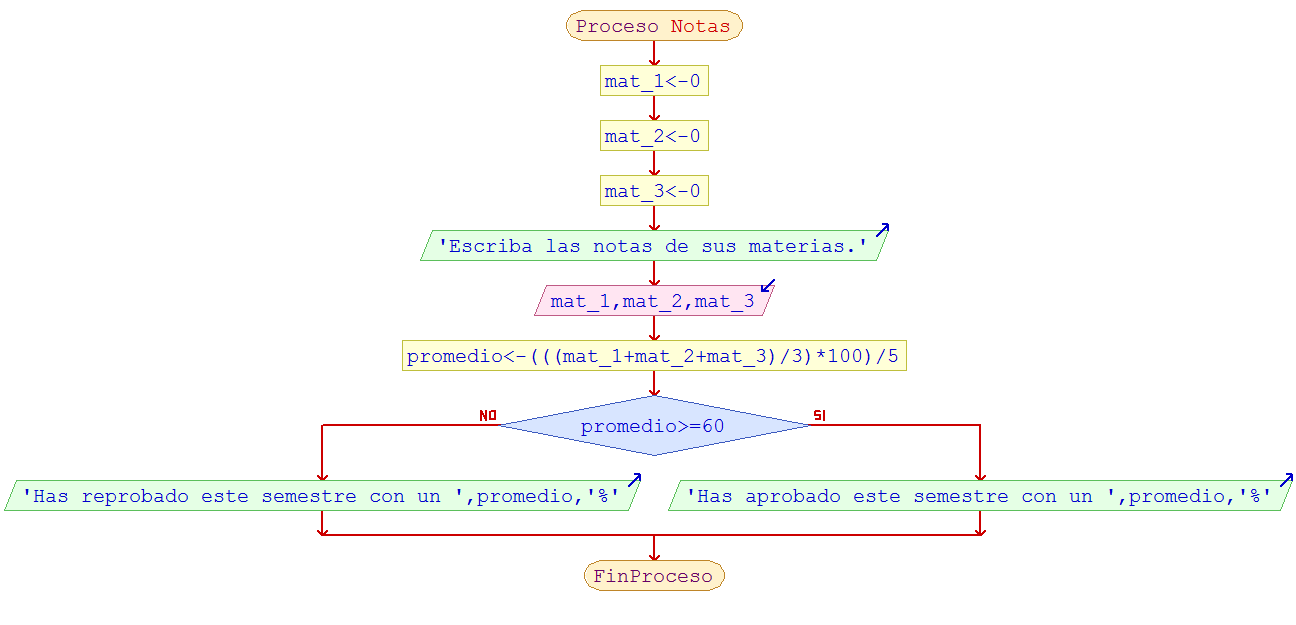 Proceso Notas
mat_1<-0
mat_2<-0
mat_3<-0
'Escriba las notas de sus materias.'
mat_1,mat_2,mat_3
promedio<-(((mat_1+mat_2+mat_3)/3)*100)/5
NO
SI
promedio>=60
'Has reprobado este semestre con un ',promedio,'%'
'Has aprobado este semestre con un ',promedio,'%'
FinProceso